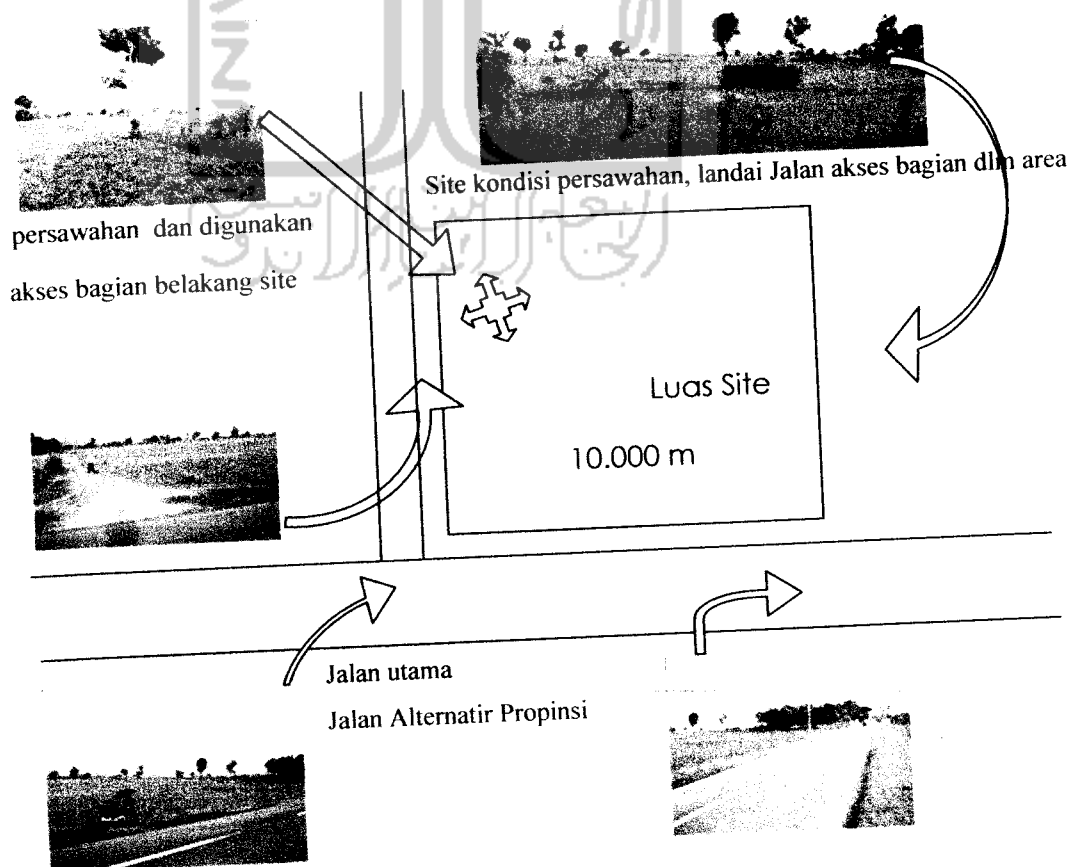 Site kondisi persawahan, landai Jalan akses bagian dlm area
persawahan dan digunakan
akses bagian belakang site
Luas Site
10.000 m
Jalan utama
Jalan Alternatir Propinsi